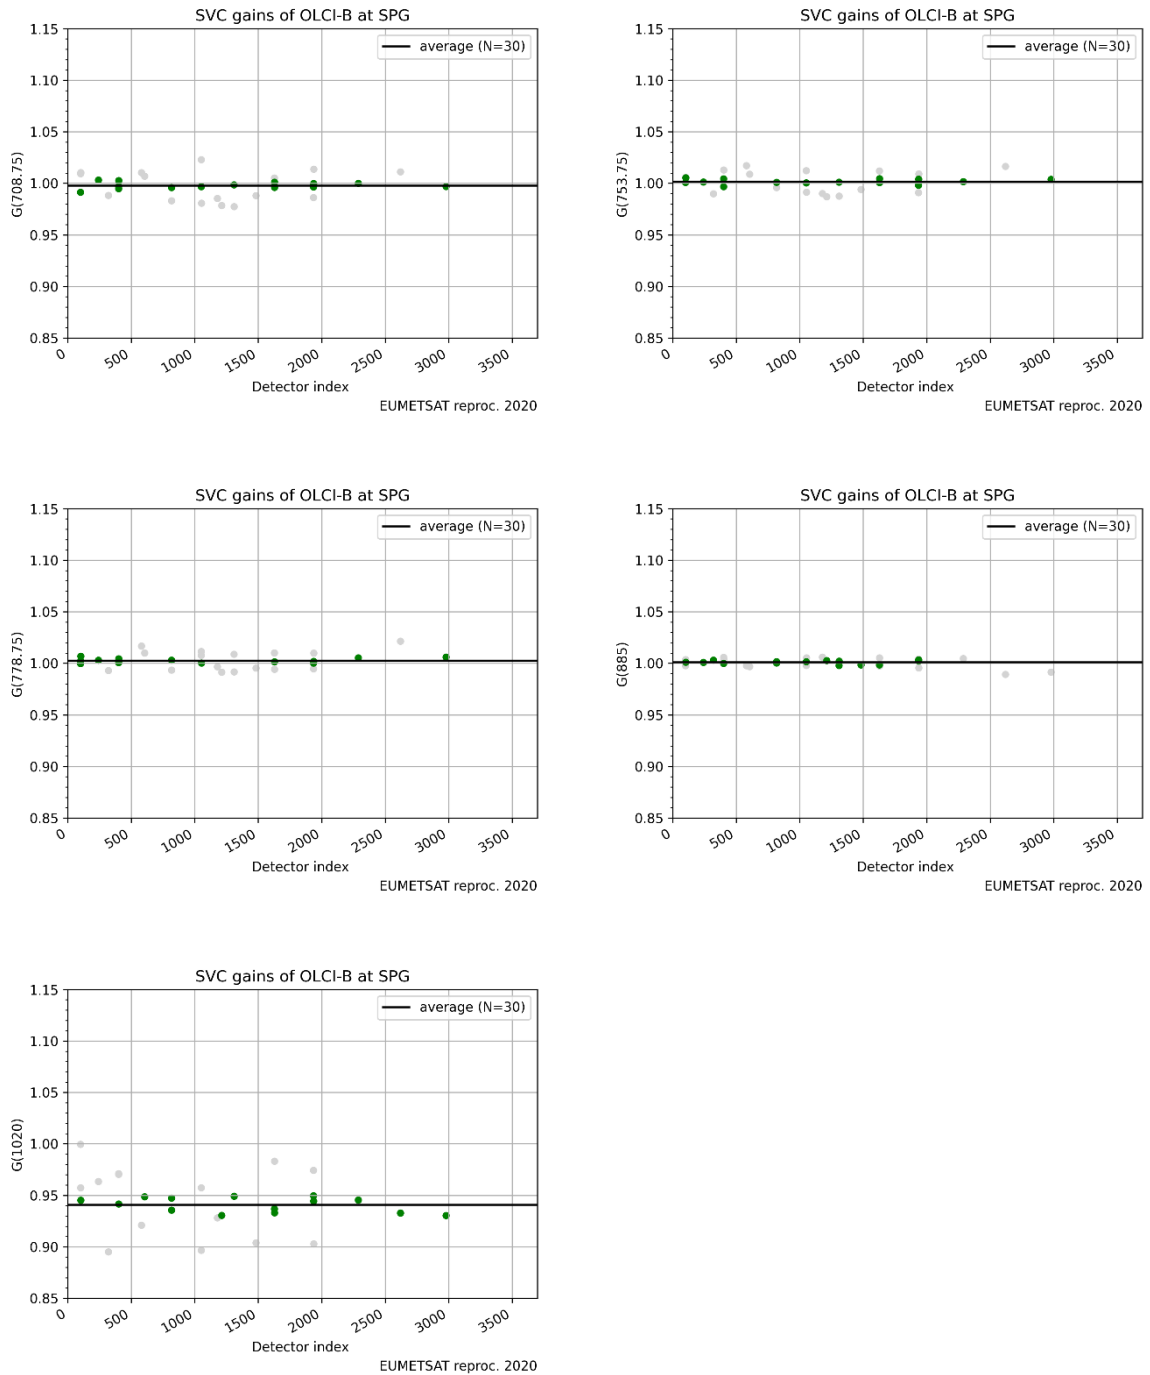 SVC gains of OLCI-B at SPG
average (N=30)
G(708.75)
1.15
1.10
1.05
1.00
0.95
0.90
0.85
0 500 1000 1500 2000 2500 3000 3500
Detector index
EUMETSAT reproc. 2020
SVC gains of OLCI-B at SPG
average (N=30)
G(753.75)
1.15
1.10
1.05
1.00
0.95
0.90
0.85
0 500 1000 1500 2000 2500 3000 3500
Detector index
EUMETSAT reproc. 2020
SVC gains of OLCI-B at SPG
average (N=30)
G(778.75)
1.15
1.10
1.05
1.00
0.95
0.90
0.85
0 500 1000 1500 2000 2500 3000 3500
Detector index
EUMETSAT reproc. 2020
SVC gains of OLCI-B at SPG
average (N=30)
G(885)
1.15
1.10
1.05
1.00
0.95
0.90
0.85
0 500 1000 1500 2000 2500 3000 3500
Detector index
EUMETSAT reproc. 2020
SVC gains of OLCI-B at SPG
average (N=30)
G(1020)
1.15
1.10
1.05
1.00
0.95
0.90
0.85
0 500 1000 1500 2000 2500 3000 3500
Detector index
EUMETSAT reproc. 2020